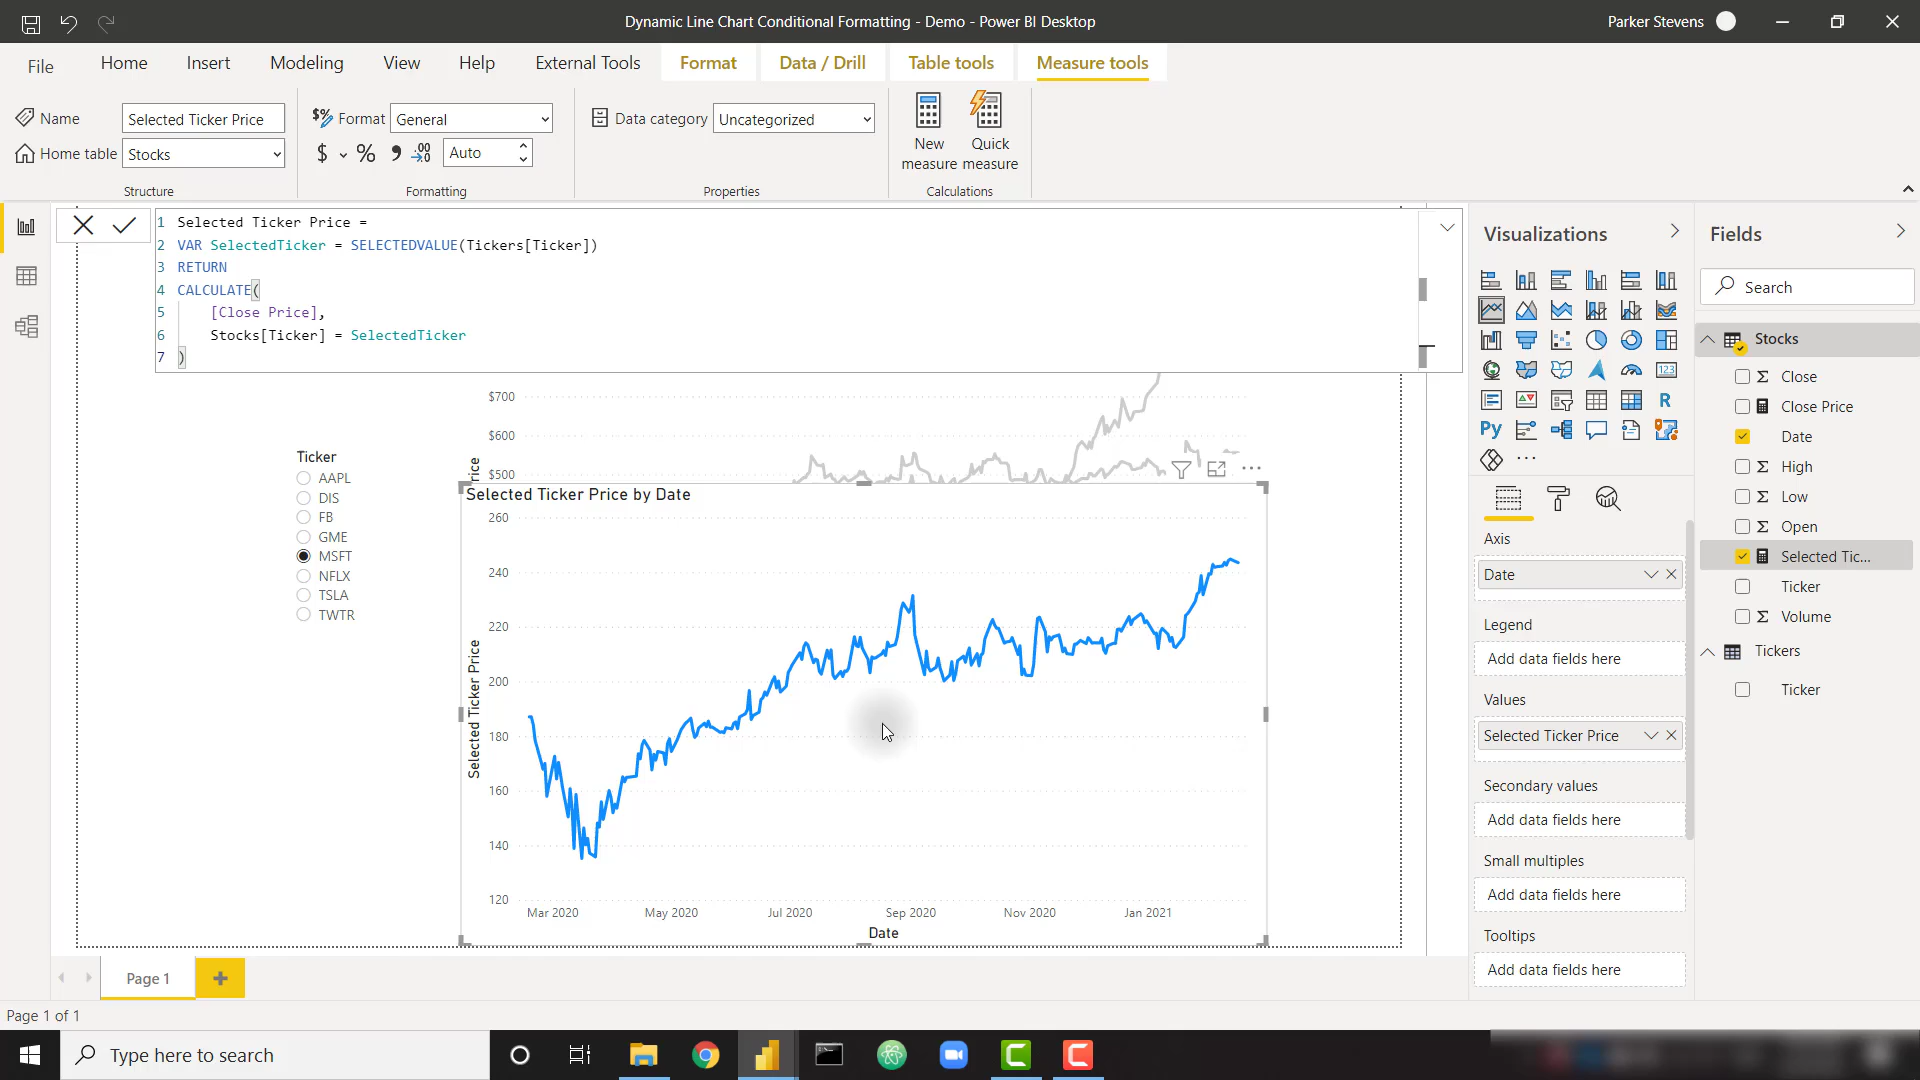 Dynamic Line Chart Conditional Formatting - Demo - Power BI Desktop
Parker Stevens
File
Home
Insert
Modeling
View
Help
External Tools
Format
Data / Drill
Table tools
Measure tools
Name
Selected Ticker Price
Home table
Stocks
Structure
$% Format
General
$ % , .00
Auto
Formatting
Data category
Uncategorized
Properties
New measure
Quick measure
Calculations
1 Selected Ticker Price =
2 VAR SelectedTicker = SELECTEDVALUE(Tickers[Ticker])
3 RETURN
4 CALCULATE(
5 [Close Price],
6 Stocks[Ticker] = SelectedTicker
7 )
$700
$600
$500
rice
Ticker
AAPL
DIS
FB
GME
MSFT
NFLX
TSLA
TWTR
Selected Ticker Price by Date
260
240
220
200
180
160
140
120
Selected Ticker Price
Mar 2020
May 2020
Jul 2020
Sep 2020
Nov 2020
Jan 2021
Date
Visualizations
123
R
Py
Axis
Date
Legend
Add data fields here
Values
Selected Ticker Price
Secondary values
Add data fields here
Small multiples
Add data fields here
Tooltips
Add data fields here
Fields
Search
Stocks
Σ Close
Close Price
Date
Σ High
Σ Low
Σ Open
Selected Tic...
Ticker
Σ Volume
Tickers
Ticker
Page 1
Page 1 of 1
Type here to search